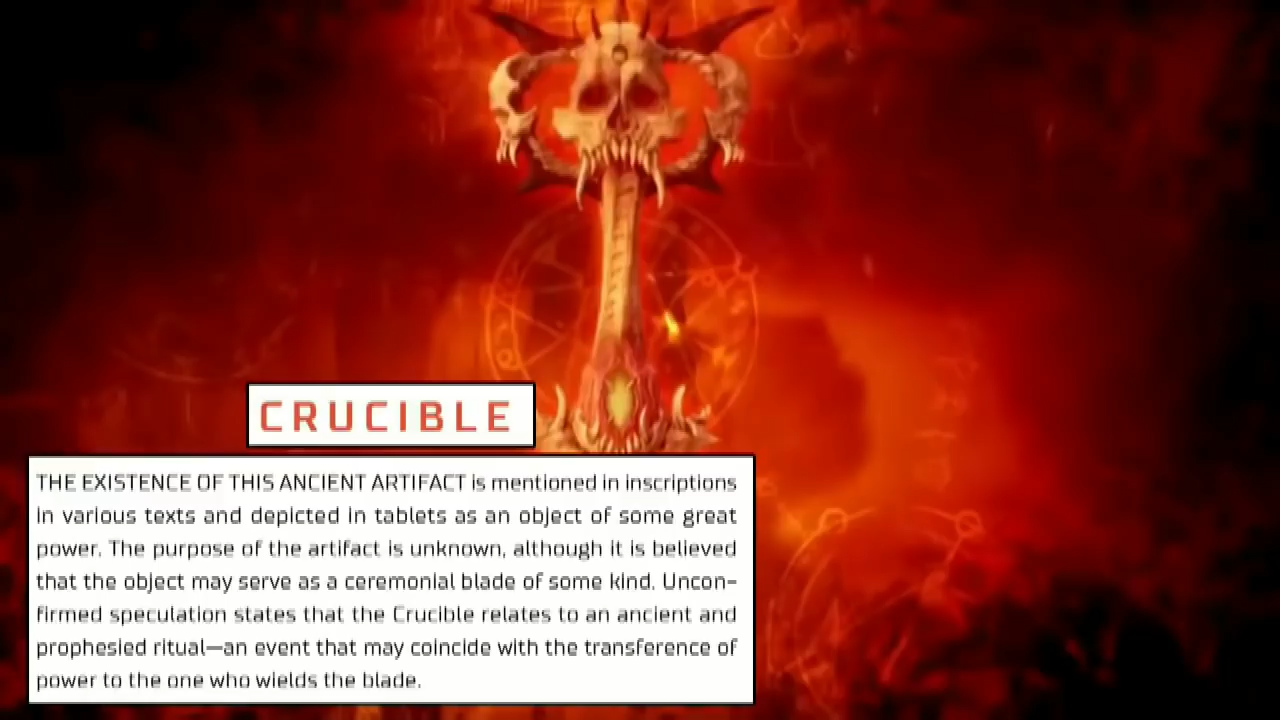 CRUCIBLE
THE EXISTENCE OF THIS ANCIENT ARTIFACT is mentioned in inscriptions
in various texts and depicted in tablets as an object of some great
power. The purpose of the artifact is unknown, although it is believed
that the object may serve as a ceremonial blade of some kind. Uncon-
firmed speculation states that the Crucible relates to an ancient and
prophesied ritual—an event that may coincide with the transference of
power to the one who wields the blade.